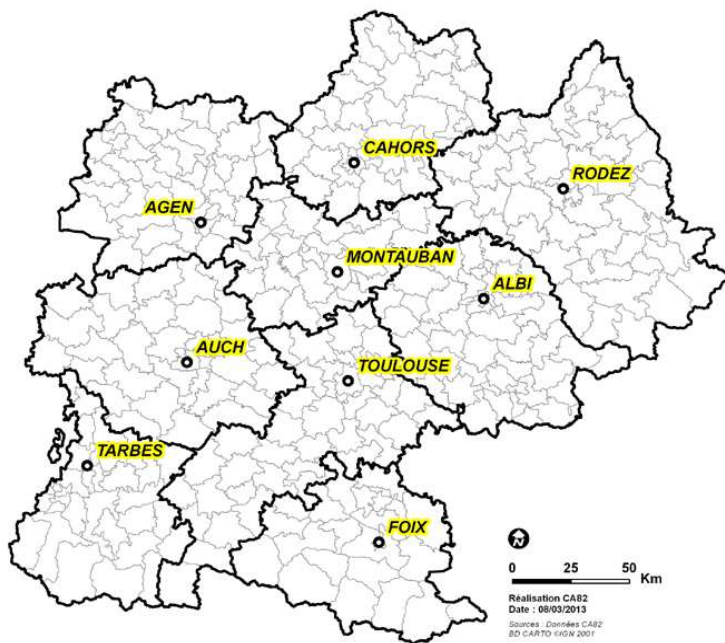 CAHORS
RODEZ
AGEN
MONTAUBAN
ALBI
AUCH
TOULOUSE
TARBES
FOIX
N
0 25 50
Km
Réalisation CA82
Date : 08/03/2013
Sources : Données CA82
BD CARTO ©IGN 2001